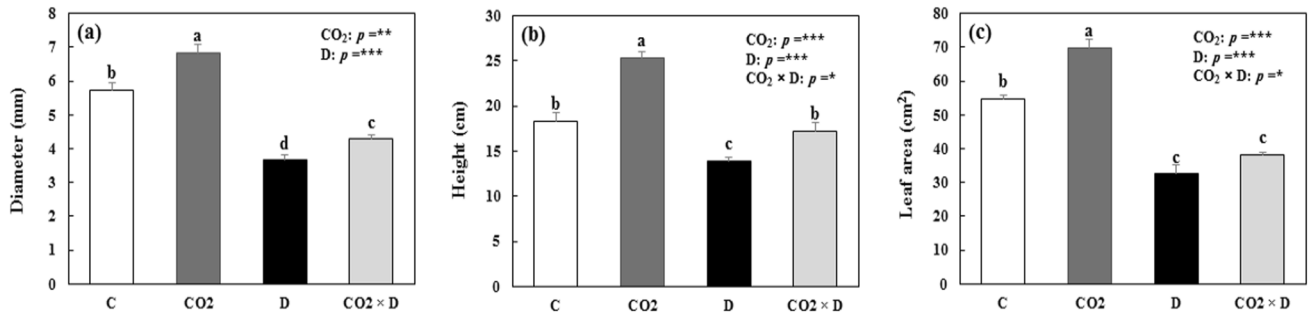 (a)
CO₂: p =**
D: p =***
8
7
6
5
4
3
2
1
0
Diameter (mm)
b
a
d
c
C
CO2
D
CO2 × D
(b)
CO₂: p =***
D: p =***
CO₂ × D: p =*
30
25
20
15
10
5
0
Height (cm)
b
a
c
b
C
CO2
D
CO2 × D
(c)
CO₂: p =***
D: p =***
CO₂ × D: p =*
80
70
60
50
40
30
20
10
0
Leaf area (cm²)
b
a
c
c
C
CO2
D
CO2 × D